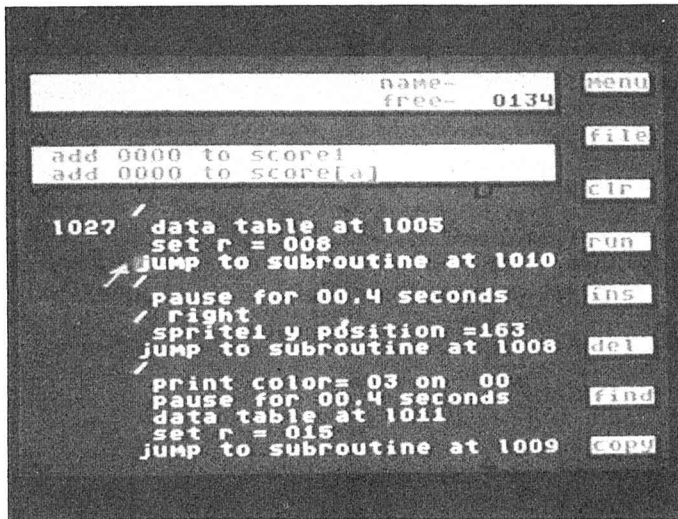 name-
free- 0134
menu
file
clr
run
ins
del
find
copy
add 0000 to score1
add 0000 to score[a]
1027 / data table at 1005
set r = 008
jump to subroutine at 1010
/
pause for 00.4 seconds
/ right
sprite1 y position =163
jump to subroutine at 1008
/
print color= 03 on 00
pause for 00.4 seconds
data table at 1011
set r = 015
jump to subroutine at 1009